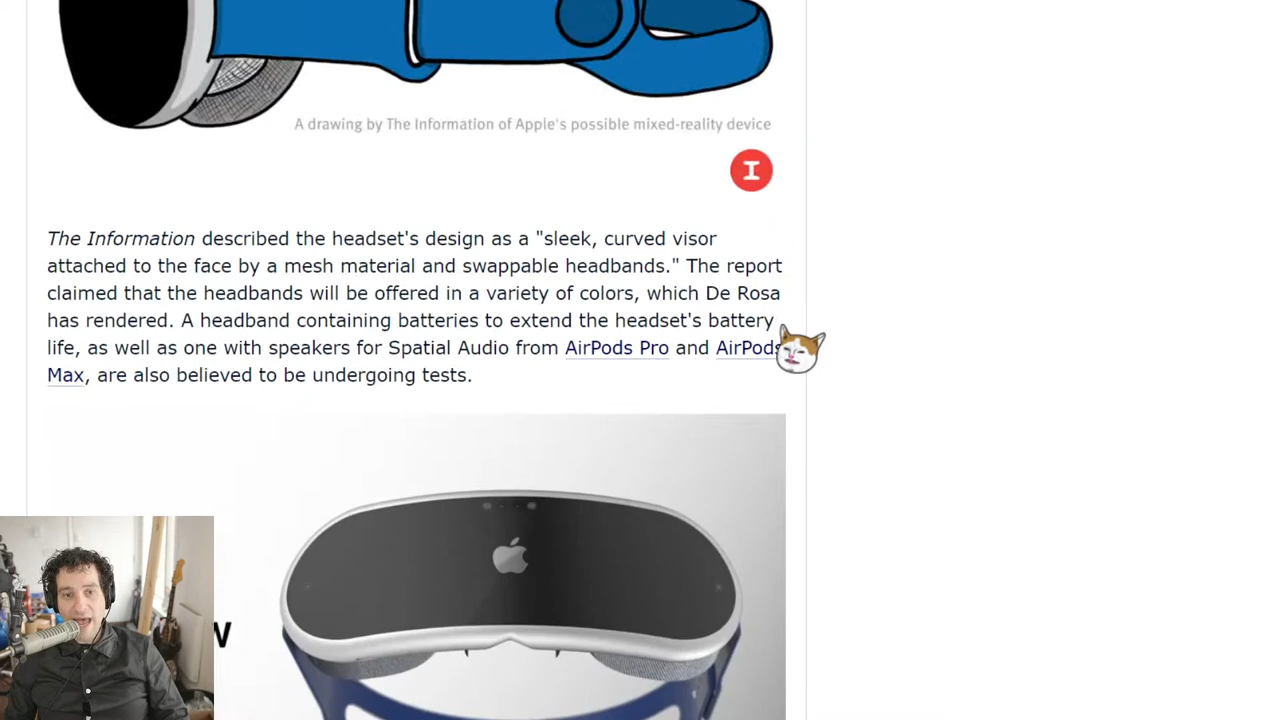 A drawing by The Information of Apple's possible mixed-reality device
I
The Information described the headset's design as a "sleek, curved visor
attached to the face by a mesh material and swappable headbands." The report
claimed that the headbands will be offered in a variety of colors, which De Rosa
has rendered. A headband containing batteries to extend the headset's battery
life, as well as one with speakers for Spatial Audio from AirPods Pro and AirPods
Max, are also believed to be undergoing tests.